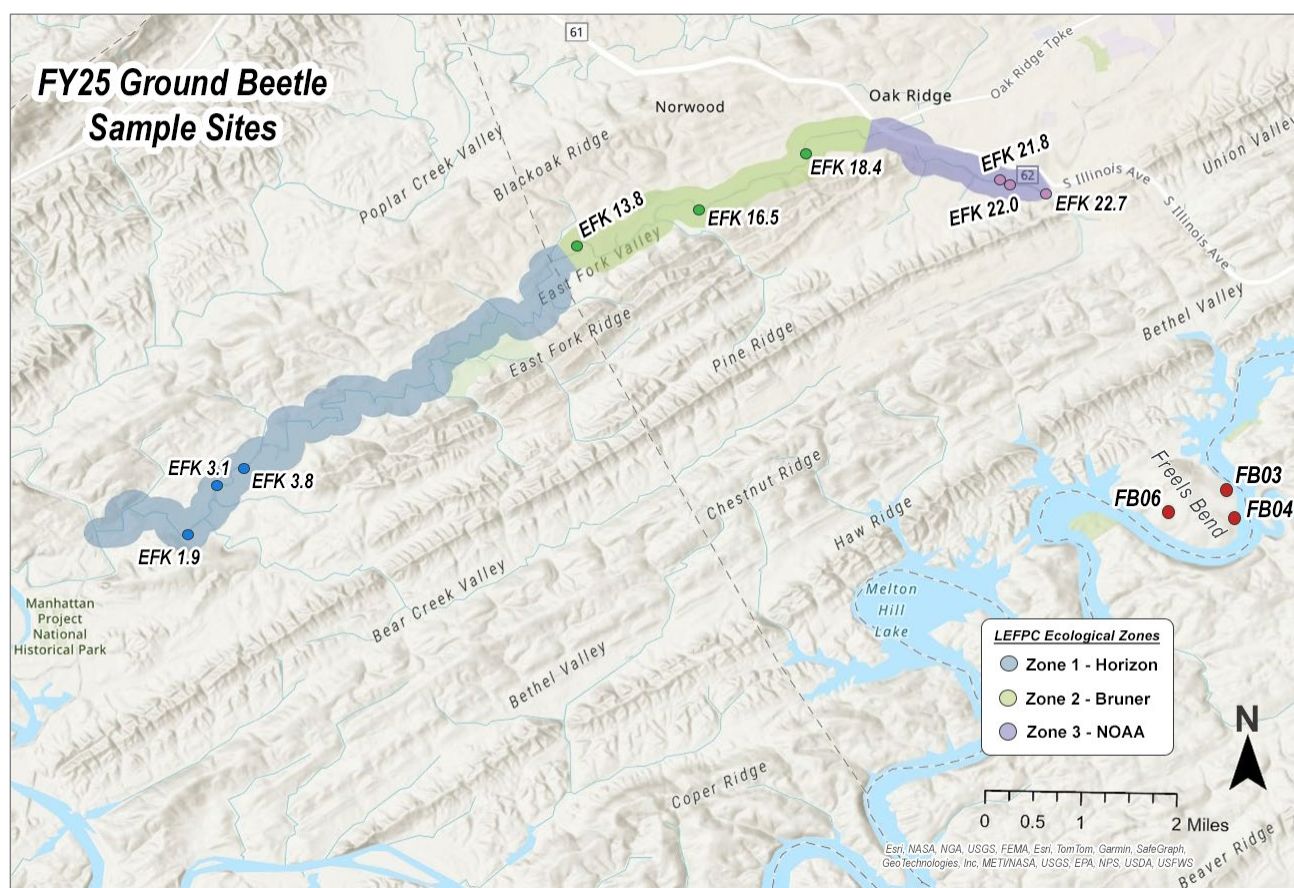 FY25 Ground Beetle
Sample Sites
61
Norwood
Oak Ridge
Oak Ridge Tpke
Poplar Creek Valley
Blackoak Ridge
Union Valley
EFK 21.8
EFK 18.4
62
S Illinois Ave
EFK 22.0
EFK 22.7
EFK 13.8
EFK 16.5
S Illinois Ave
East Fork Valley
East Fork Ridge
Pine Ridge
Bethel Valley
EFK 3.1
EFK 3.8
EFK 1.9
Chestnut Ridge
Haw Ridge
Freels Bend
FB03
FB06
FB04
Bear Creek Valley
Bethel Valley
Melton
Hill
Lake
Manhattan
Project
National
Historical Park
LEFPC Ecological Zones
Zone 1 - Horizon
Zone 2 - Bruner
Zone 3 - NOAA
N
Coper Ridge
0 0.5 1 2 Miles
Beaver Ridge
Esri, NASA, NGA, USGS, FEMA, Esri, TomTom, Garmin, SafeGraph,
GeoTechnologies, Inc, METI/NASA, USGS, EPA, NPS, USDA, USFWS